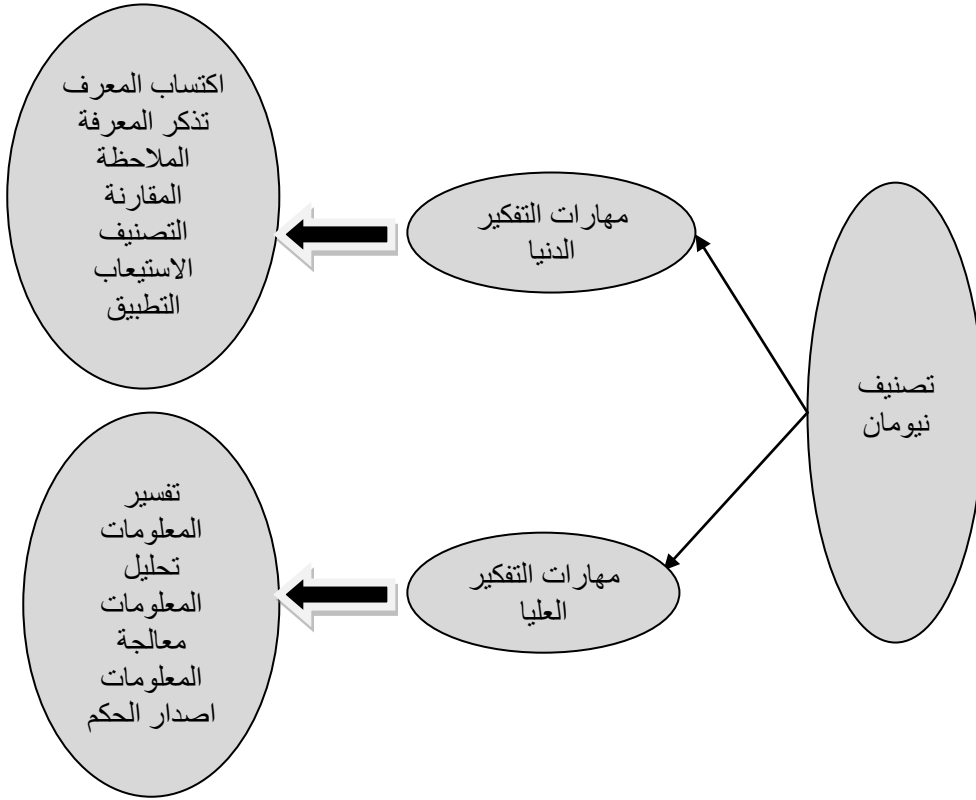 تصنيف
نيومان
مهارات التفكير
الدنيا
اكتساب المعرف
تذكر المعرفة
الملاحظة
المقارنة
التصنيف
الاستيعاب
التطبيق
مهارات التفكير
العليا
تفسير
المعلومات
تحليل
المعلومات
معالجة
المعلومات
اصدار الحكم